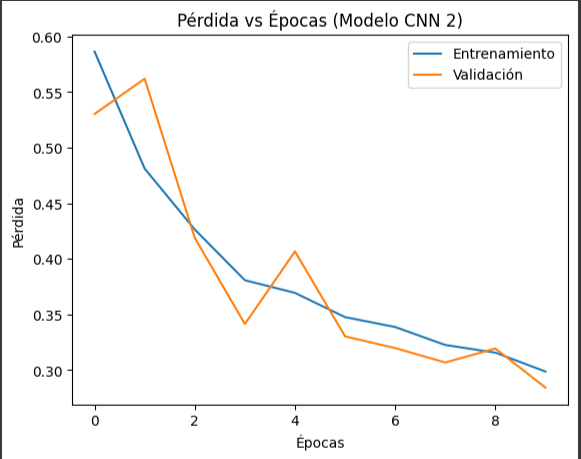 Pérdida vs Épocas (Modelo CNN 2)
Entrenamiento
Validación
Pérdida
0.60
0.55
0.50
0.45
0.40
0.35
0.30
0 2 4 6 8
Épocas